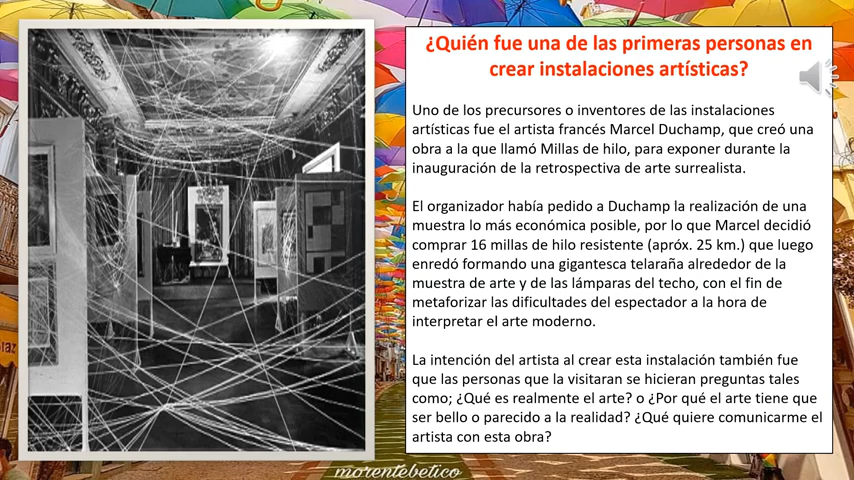 ¿Quién fue una de las primeras personas en
crear instalaciones artísticas?
Uno de los precursores o inventores de las instalaciones
artísticas fue el artista francés Marcel Duchamp, que creó una
obra a la que llamó Millas de hilo, para exponer durante la
inauguración de la retrospectiva de arte surrealista.
El organizador había pedido a Duchamp la realización de una
muestra lo más económica posible, por lo que Marcel decidió
comprar 16 millas de hilo resistente (apróx. 25 km.) que luego
enredó formando una gigantesca telaraña alrededor de la
muestra de arte y de las lámparas del techo, con el fin de
metaforizar las dificultades del espectador a la hora de
interpretar el arte moderno.
La intención del artista al crear esta instalación también fue
que las personas que la visitaran se hicieran preguntas tales
como; ¿Qué es realmente el arte? o ¿Por qué el arte tiene que
ser bello o parecido a la realidad? ¿Qué quiere comunicarme el
artista con esta obra?
morentebetico